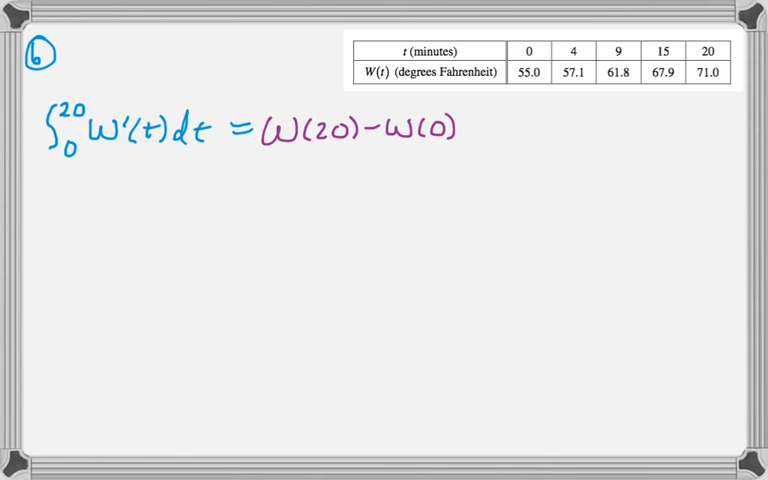 b
t (minutes) 0 4 9 15 20
W(t) (degrees Fahrenheit) 55.0 57.1 61.8 67.9 71.0
∫₀²⁰ W'(t)dt = W(20)-W(0)